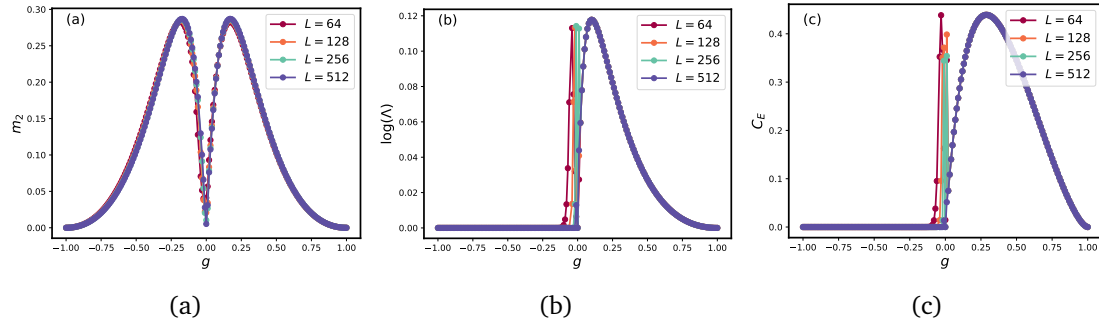 (a)
0.30
0.25
0.20
0.15
0.10
0.05
0.00
m₂
−1.00 −0.75 −0.50 −0.25 0.00 0.25 0.50 0.75 1.00
g
L = 64
L = 128
L = 256
L = 512
(b)
0.12
0.10
0.08
0.06
0.04
0.02
0.00
log(Λ)
−1.00 −0.75 −0.50 −0.25 0.00 0.25 0.50 0.75 1.00
g
L = 64
L = 128
L = 256
L = 512
(c)
0.4
0.3
0.2
0.1
0.0
C_E
−1.00 −0.75 −0.50 −0.25 0.00 0.25 0.50 0.75 1.00
g
L = 64
L = 128
L = 256
L = 512
(a) (b) (c)